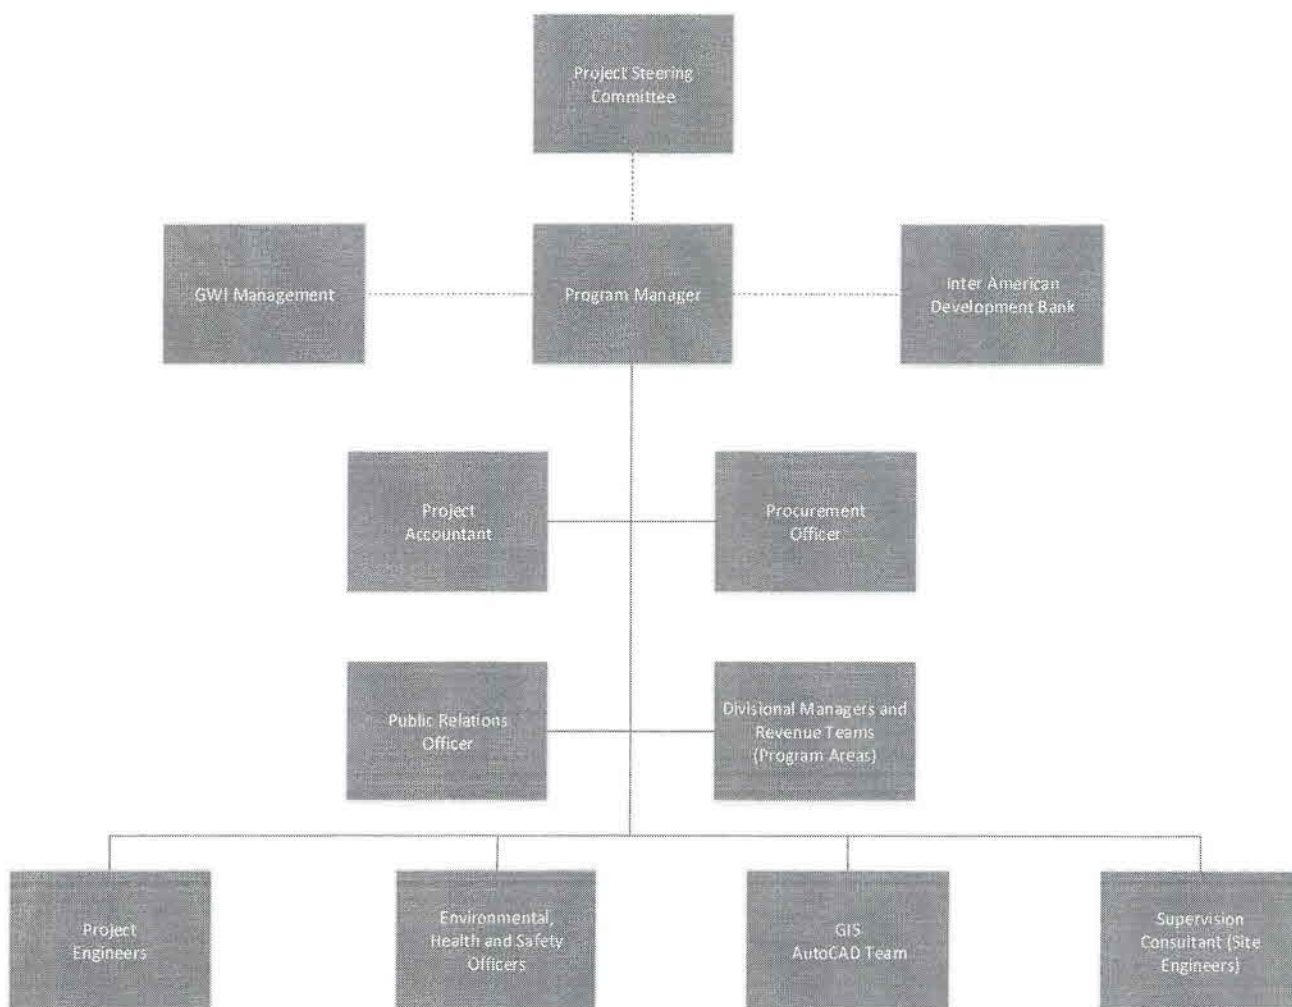 Project Steering
Committee
GWI Management
Program Manager
Inter American
Development Bank
Project
Accountant
Procurement
Officer
Public Relations
Officer
Divisional Managers and
Revenue Teams
(Program Areas)
Project
Engineers
Environmental,
Health and Safety
Officers
GIS
AutoCAD Team
Supervision
Consultant (Site
Engineers)